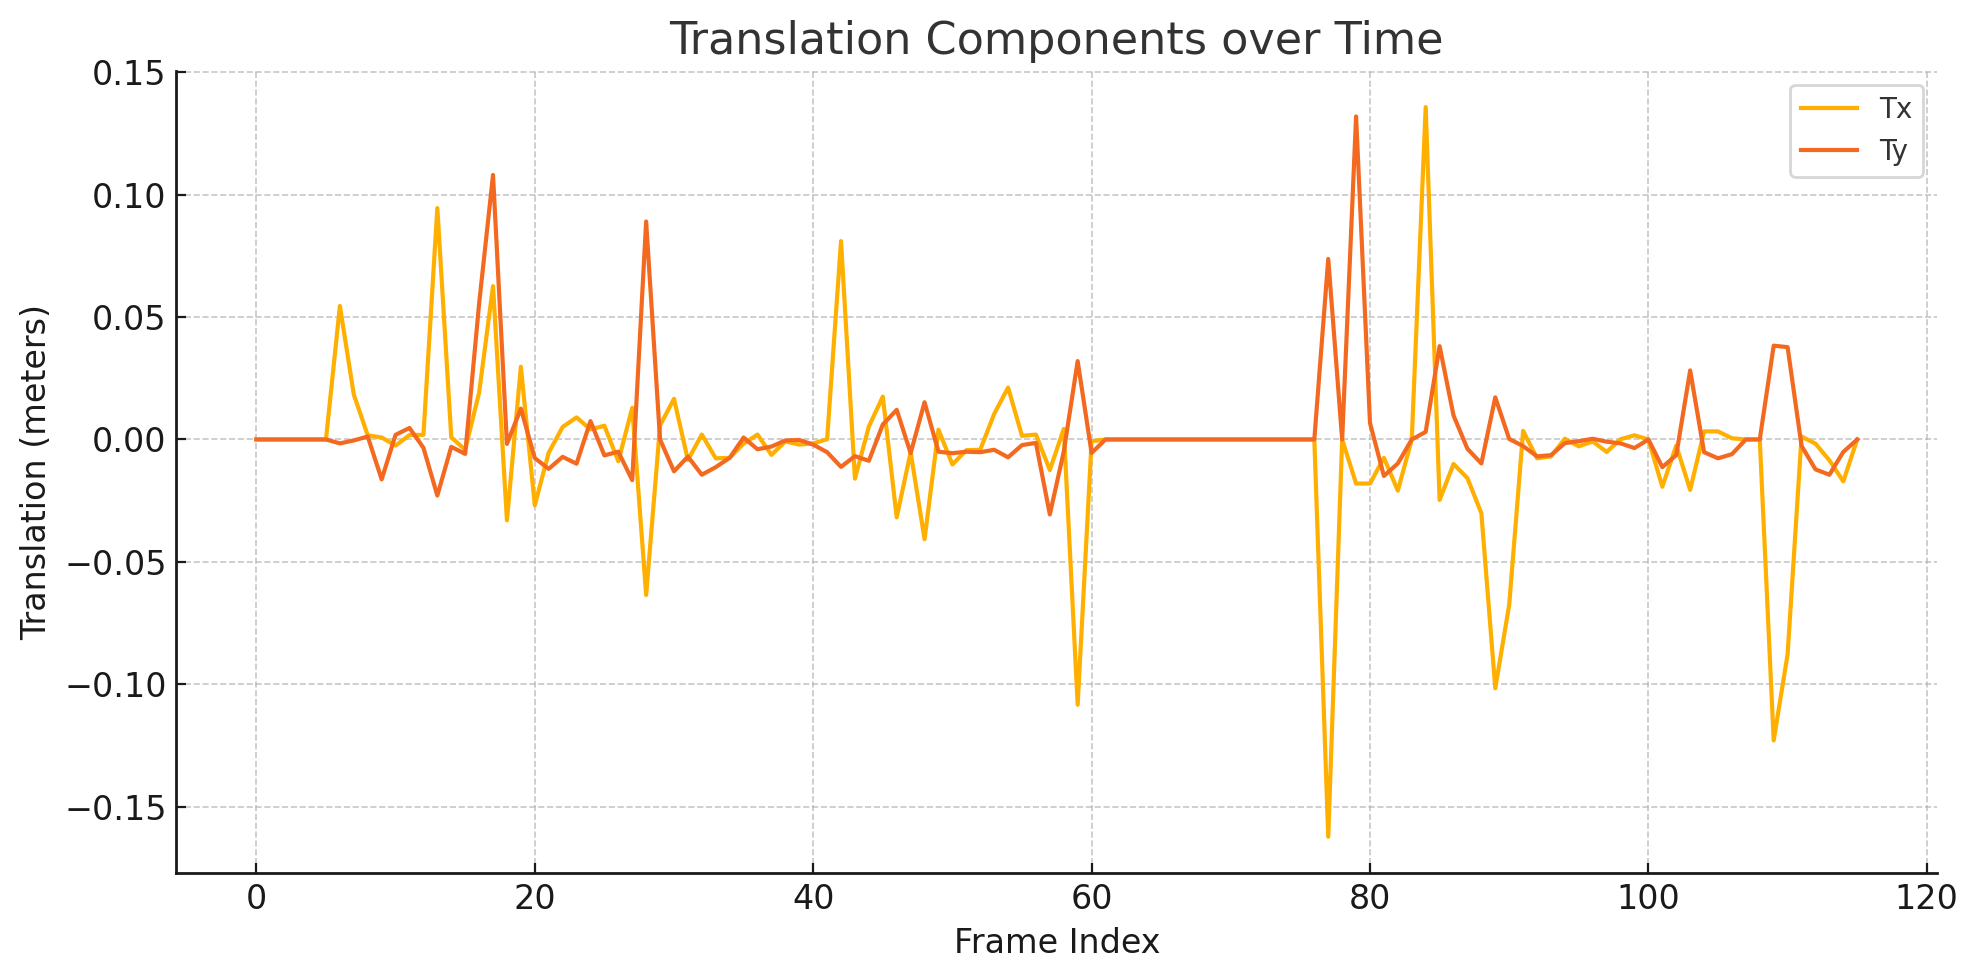 Translation Components over Time
Translation (meters)
0.15
0.10
0.05
0.00
−0.05
−0.10
−0.15
Tx
Ty
0 20 40 60 80 100 120
Frame Index